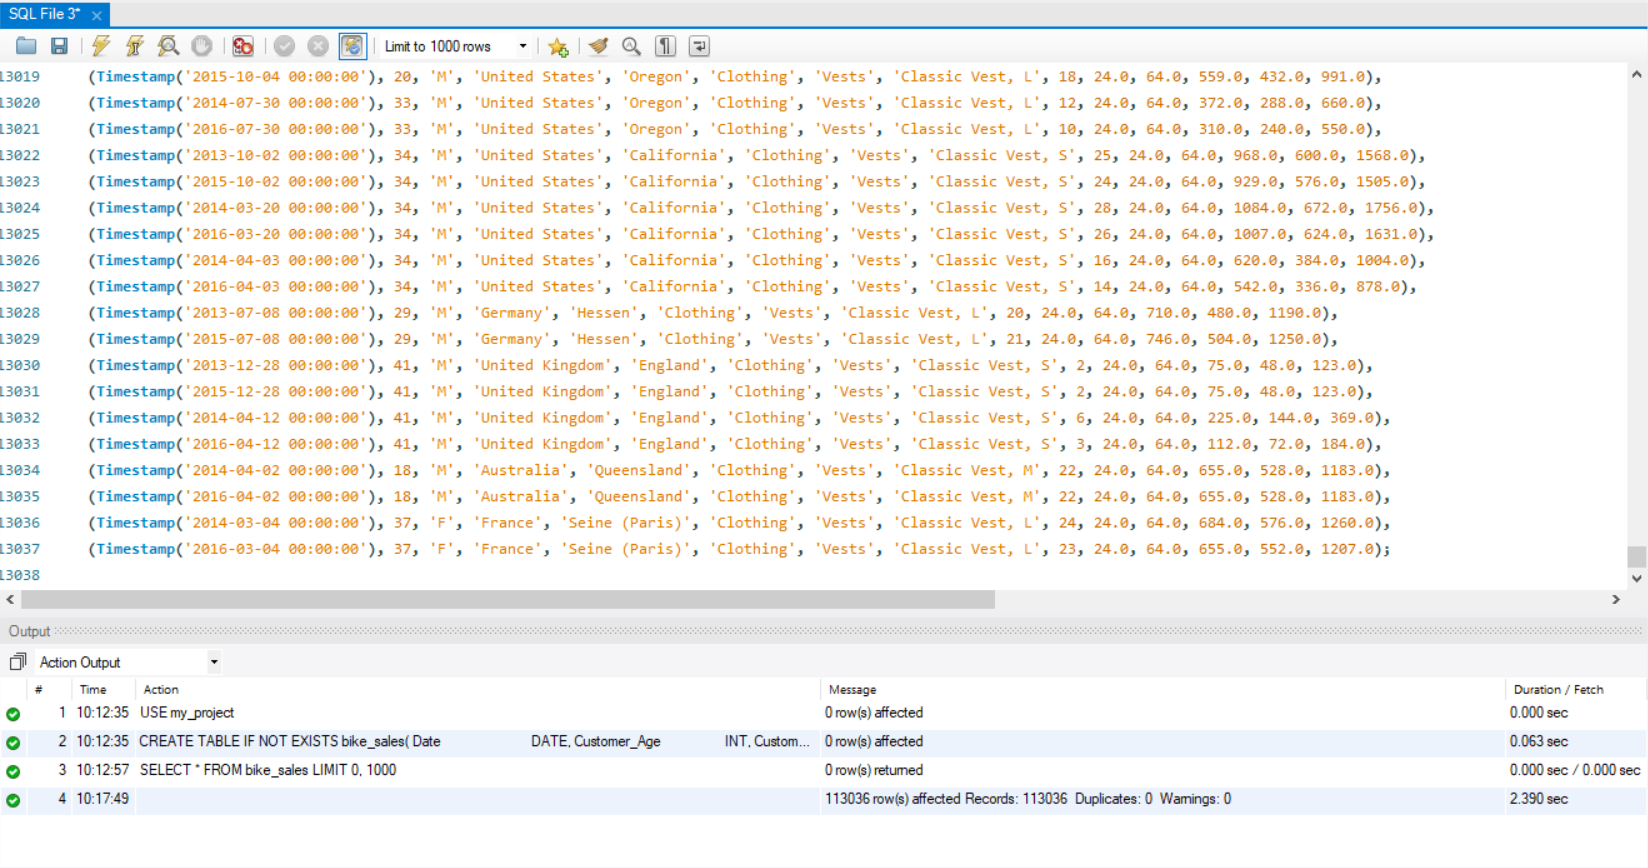 SQL File 3* ×
Limit to 1000 rows
13019 (Timestamp('2015-10-04 00:00:00'), 20, 'M', 'United States', 'Oregon', 'Clothing', 'Vests', 'Classic Vest, L', 18, 24.0, 64.0, 559.0, 432.0, 991.0),
13020 (Timestamp('2014-07-30 00:00:00'), 33, 'M', 'United States', 'Oregon', 'Clothing', 'Vests', 'Classic Vest, L', 12, 24.0, 64.0, 372.0, 288.0, 660.0),
13021 (Timestamp('2016-07-30 00:00:00'), 33, 'M', 'United States', 'Oregon', 'Clothing', 'Vests', 'Classic Vest, L', 10, 24.0, 64.0, 310.0, 240.0, 550.0),
13022 (Timestamp('2013-10-02 00:00:00'), 34, 'M', 'United States', 'California', 'Clothing', 'Vests', 'Classic Vest, S', 25, 24.0, 64.0, 968.0, 600.0, 1568.0),
13023 (Timestamp('2015-10-02 00:00:00'), 34, 'M', 'United States', 'California', 'Clothing', 'Vests', 'Classic Vest, S', 24, 24.0, 64.0, 929.0, 576.0, 1505.0),
13024 (Timestamp('2014-03-20 00:00:00'), 34, 'M', 'United States', 'California', 'Clothing', 'Vests', 'Classic Vest, S', 28, 24.0, 64.0, 1084.0, 672.0, 1756.0),
13025 (Timestamp('2016-03-20 00:00:00'), 34, 'M', 'United States', 'California', 'Clothing', 'Vests', 'Classic Vest, S', 26, 24.0, 64.0, 1007.0, 624.0, 1631.0),
13026 (Timestamp('2014-04-03 00:00:00'), 34, 'M', 'United States', 'California', 'Clothing', 'Vests', 'Classic Vest, S', 16, 24.0, 64.0, 620.0, 384.0, 1004.0),
13027 (Timestamp('2016-04-03 00:00:00'), 34, 'M', 'United States', 'California', 'Clothing', 'Vests', 'Classic Vest, S', 14, 24.0, 64.0, 542.0, 336.0, 878.0),
13028 (Timestamp('2013-07-08 00:00:00'), 29, 'M', 'Germany', 'Hessen', 'Clothing', 'Vests', 'Classic Vest, L', 20, 24.0, 64.0, 710.0, 480.0, 1190.0),
13029 (Timestamp('2015-07-08 00:00:00'), 29, 'M', 'Germany', 'Hessen', 'Clothing', 'Vests', 'Classic Vest, L', 21, 24.0, 64.0, 746.0, 504.0, 1250.0),
13030 (Timestamp('2013-12-28 00:00:00'), 41, 'M', 'United Kingdom', 'England', 'Clothing', 'Vests', 'Classic Vest, S', 2, 24.0, 64.0, 75.0, 48.0, 123.0),
13031 (Timestamp('2015-12-28 00:00:00'), 41, 'M', 'United Kingdom', 'England', 'Clothing', 'Vests', 'Classic Vest, S', 2, 24.0, 64.0, 75.0, 48.0, 123.0),
13032 (Timestamp('2014-04-12 00:00:00'), 41, 'M', 'United Kingdom', 'England', 'Clothing', 'Vests', 'Classic Vest, S', 6, 24.0, 64.0, 225.0, 144.0, 369.0),
13033 (Timestamp('2016-04-12 00:00:00'), 41, 'M', 'United Kingdom', 'England', 'Clothing', 'Vests', 'Classic Vest, S', 3, 24.0, 64.0, 112.0, 72.0, 184.0),
13034 (Timestamp('2014-04-02 00:00:00'), 18, 'M', 'Australia', 'Queensland', 'Clothing', 'Vests', 'Classic Vest, M', 22, 24.0, 64.0, 655.0, 528.0, 1183.0),
13035 (Timestamp('2016-04-02 00:00:00'), 18, 'M', 'Australia', 'Queensland', 'Clothing', 'Vests', 'Classic Vest, M', 22, 24.0, 64.0, 655.0, 528.0, 1183.0),
13036 (Timestamp('2014-03-04 00:00:00'), 37, 'F', 'France', 'Seine (Paris)', 'Clothing', 'Vests', 'Classic Vest, L', 24, 24.0, 64.0, 684.0, 576.0, 1260.0),
13037 (Timestamp('2016-03-04 00:00:00'), 37, 'F', 'France', 'Seine (Paris)', 'Clothing', 'Vests', 'Classic Vest, L', 23, 24.0, 64.0, 655.0, 552.0, 1207.0);
13038
Output
Action Output
# Time Action Message Duration / Fetch
1 10:12:35 USE my_project 0 row(s) affected 0.000 sec
2 10:12:35 CREATE TABLE IF NOT EXISTS bike_sales( Date DATE, Customer_Age INT, Custom... 0 row(s) affected 0.063 sec
3 10:12:57 SELECT * FROM bike_sales LIMIT 0, 1000 0 row(s) returned 0.000 sec / 0.000 sec
4 10:17:49 113036 row(s) affected Records: 113036 Duplicates: 0 Warnings: 0 2.390 sec